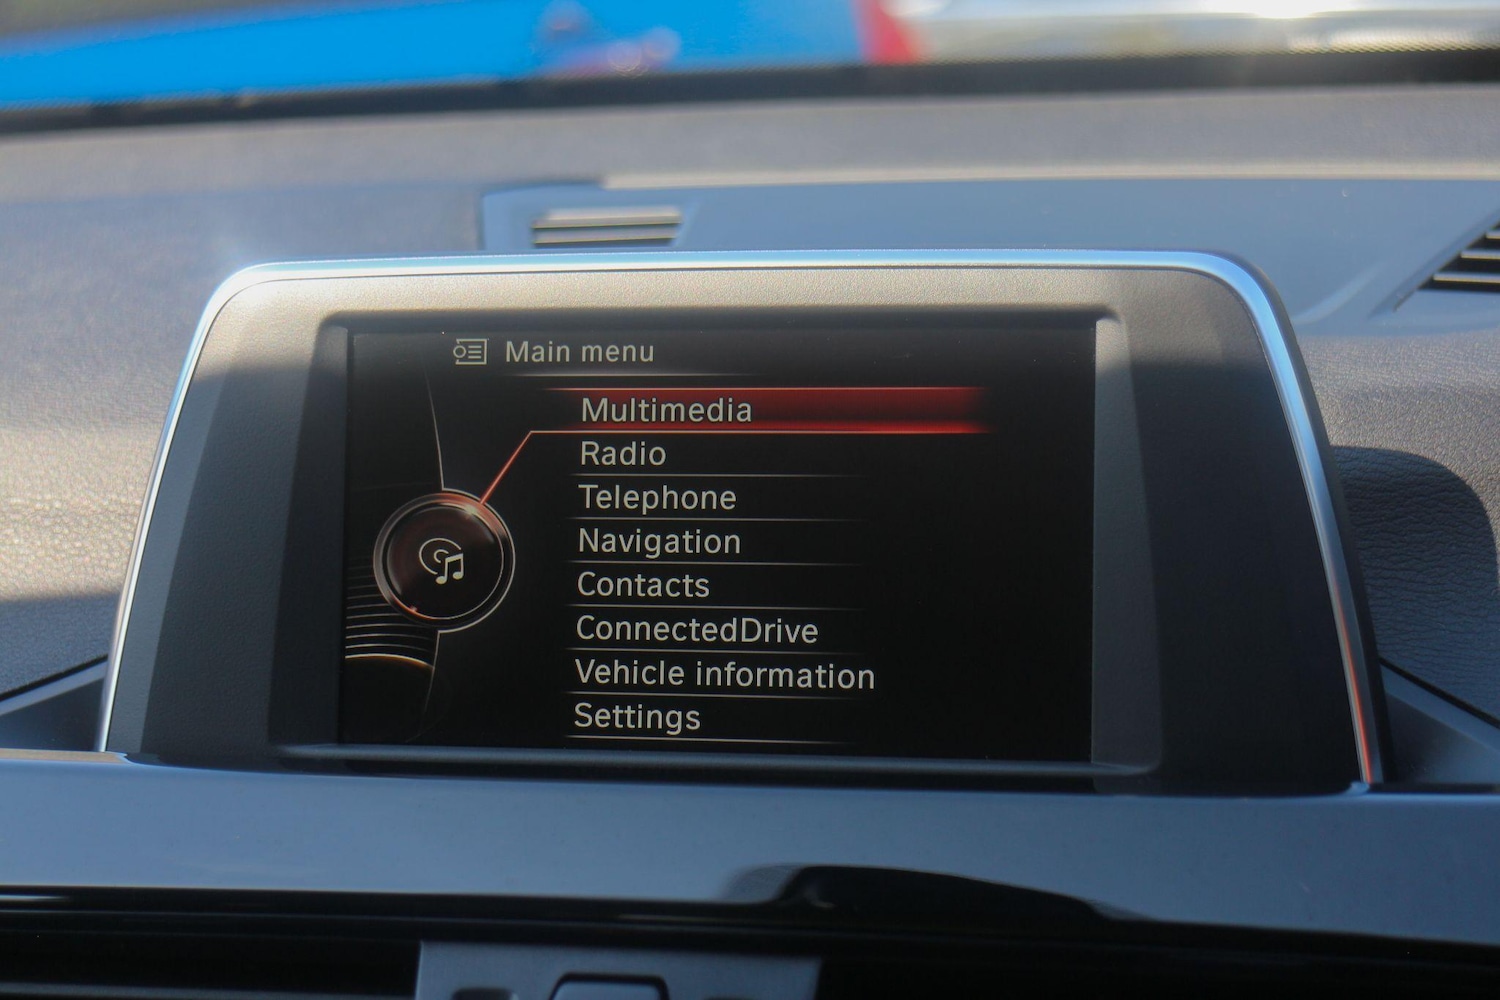 Main menu
Multimedia
Radio
Telephone
Navigation
Contacts
ConnectedDrive
Vehicle information
Settings